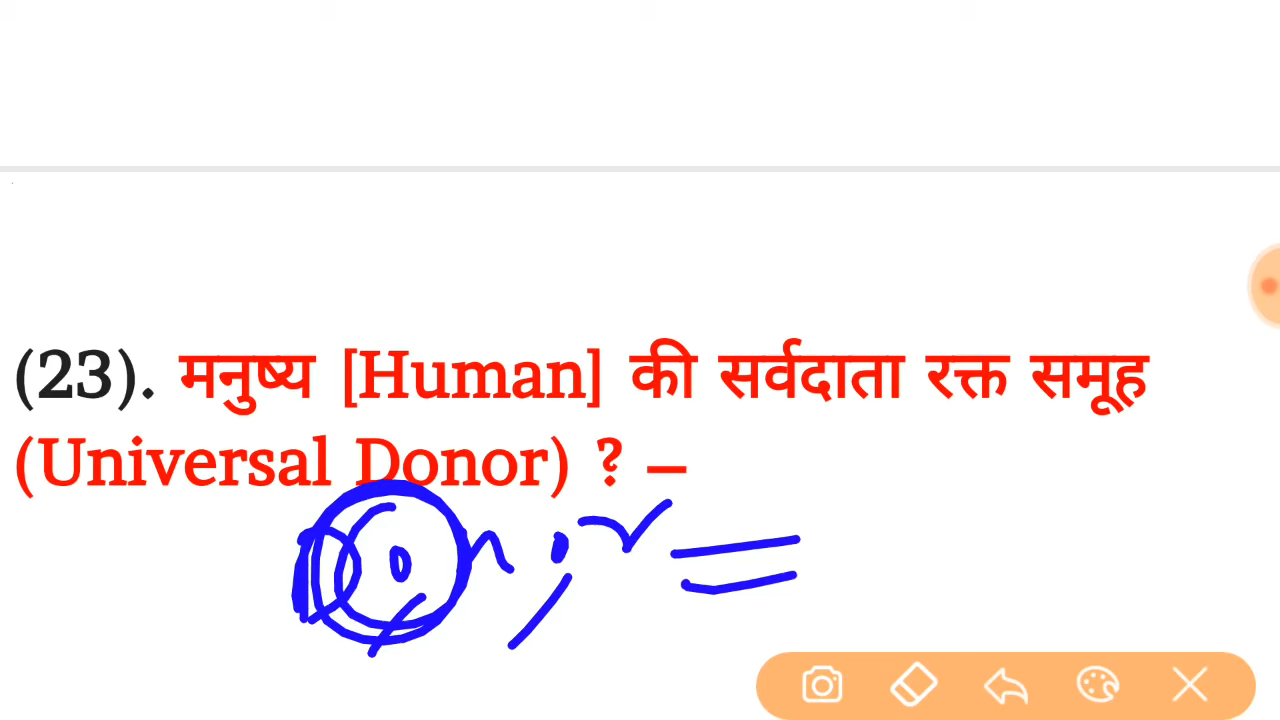 (23). मनुष्य [Human] की सर्वदाता रक्त समूह
(Universal Donor) ? –